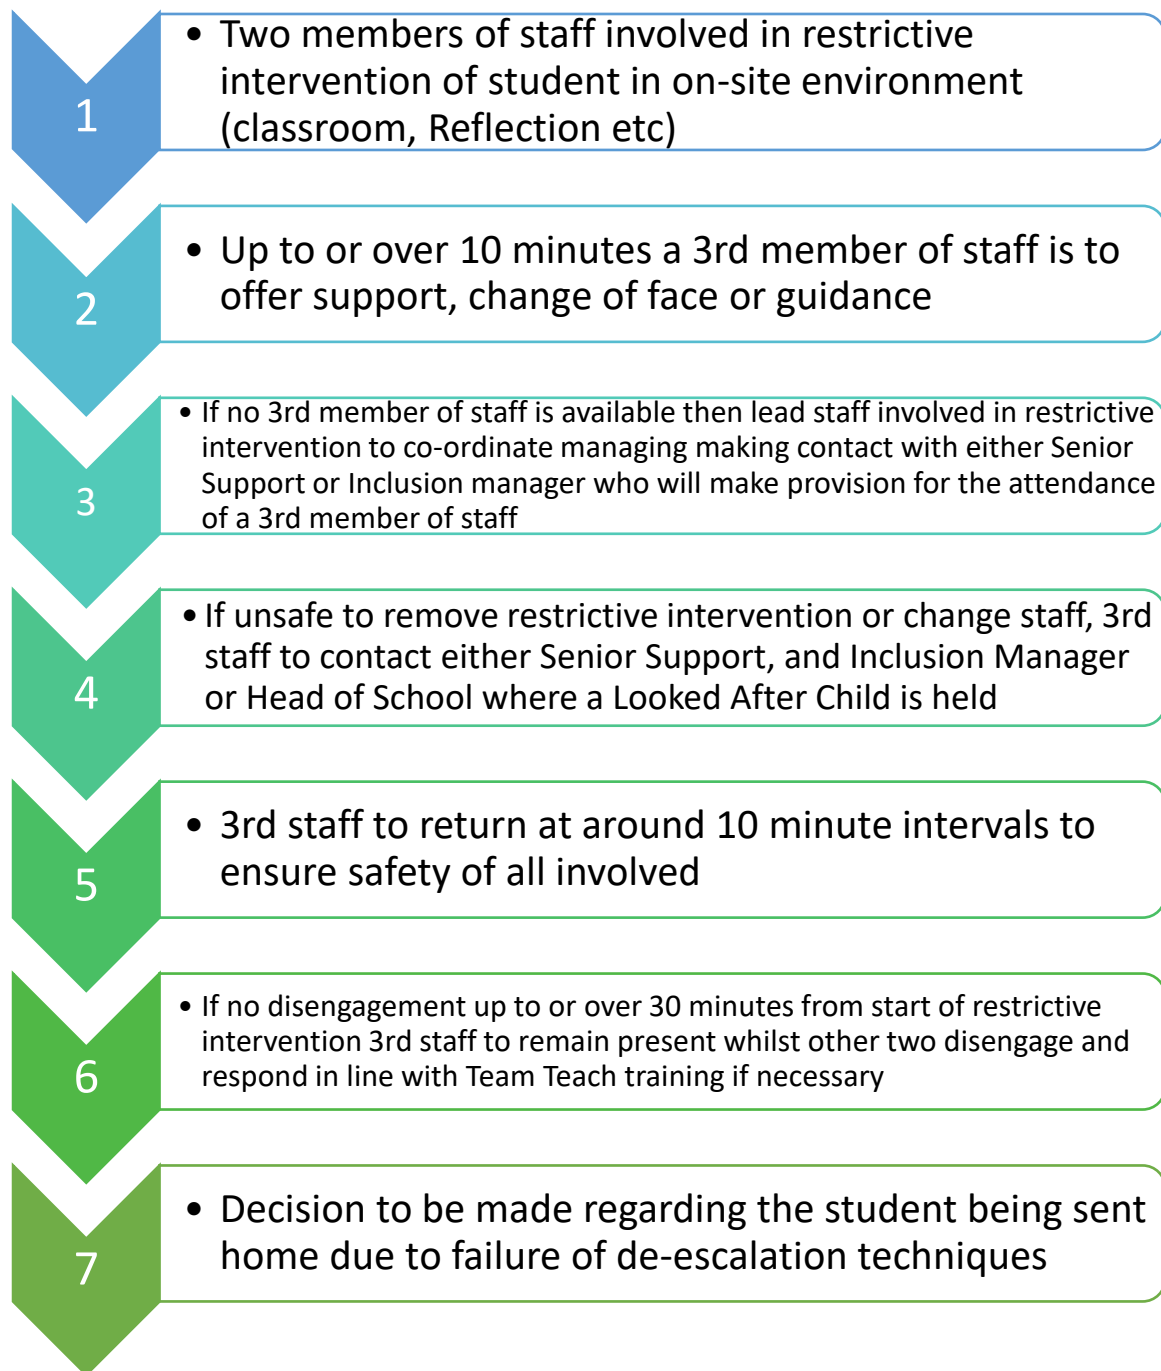 1
• Two members of staff involved in restrictive
intervention of student in on-site environment
(classroom, Reflection etc)
2
• Up to or over 10 minutes a 3rd member of staff is to
offer support, change of face or guidance
3
• If no 3rd member of staff is available then lead staff involved in restrictive
intervention to co-ordinate managing making contact with either Senior
Support or Inclusion manager who will make provision for the attendance
of a 3rd member of staff
4
• If unsafe to remove restrictive intervention or change staff, 3rd
staff to contact either Senior Support, and Inclusion Manager
or Head of School where a Looked After Child is held
5
• 3rd staff to return at around 10 minute intervals to
ensure safety of all involved
6
• If no disengagement up to or over 30 minutes from start of restrictive
intervention 3rd staff to remain present whilst other two disengage and
respond in line with Team Teach training if necessary
7
• Decision to be made regarding the student being sent
home due to failure of de-escalation techniques